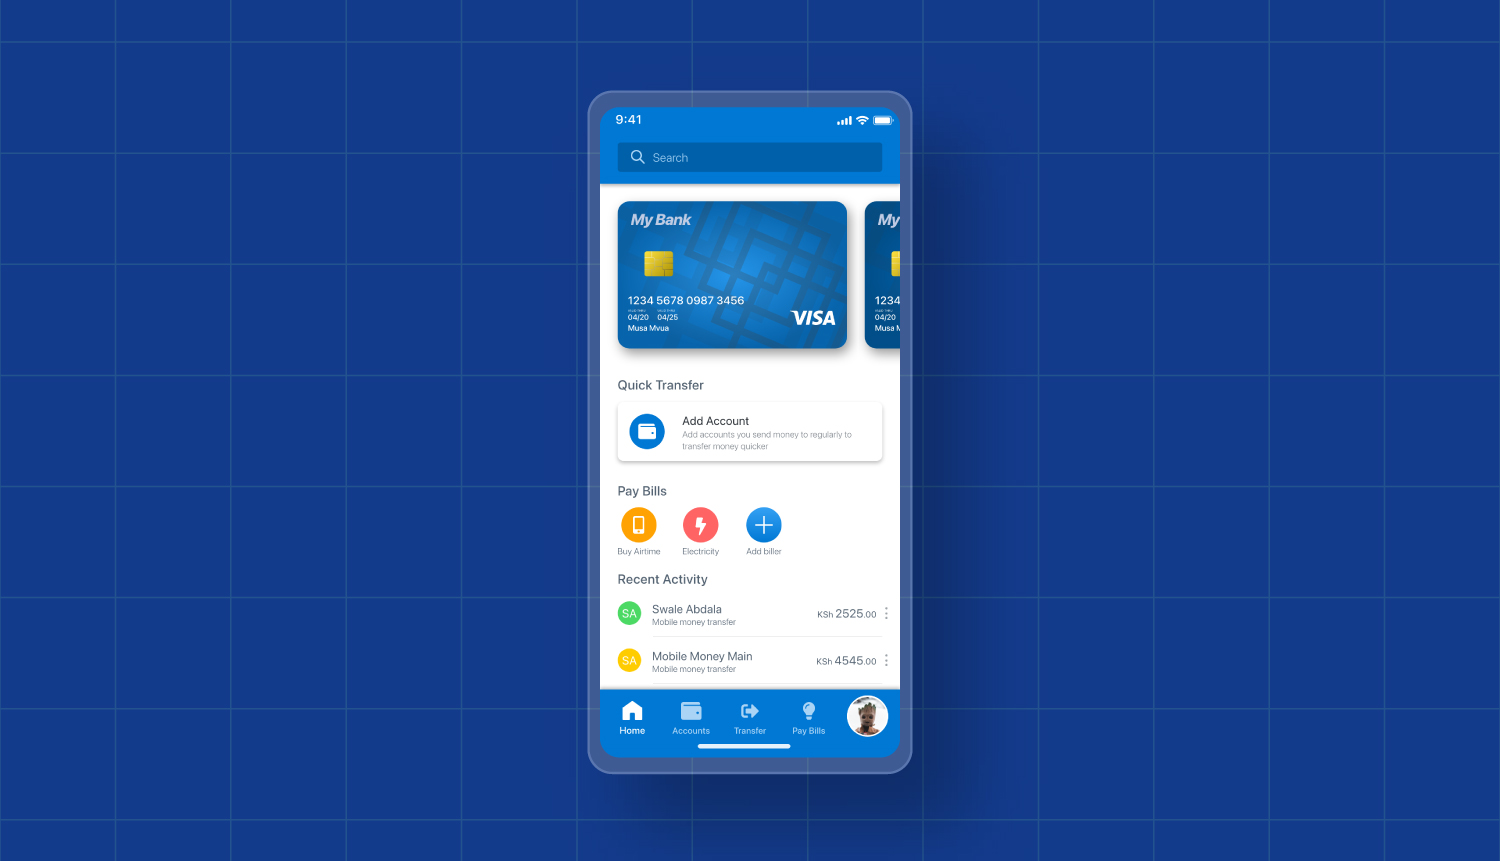 9:41
Search
My Bank
My
1234 5678 0987 3456
1234
04/20 04/25
04/20
Musa Mvua
Musa M
VISA
Quick Transfer
Add Account
Add accounts you send money to regularly to
transfer money quicker
Pay Bills
Buy Airtime
Electricity
Add biller
Recent Activity
SA
Swale Abdala
Mobile money transfer
KSh 2525.00
SA
Mobile Money Main
Mobile money transfer
KSh 4545.00
Home
Accounts
Transfer
Pay Bills